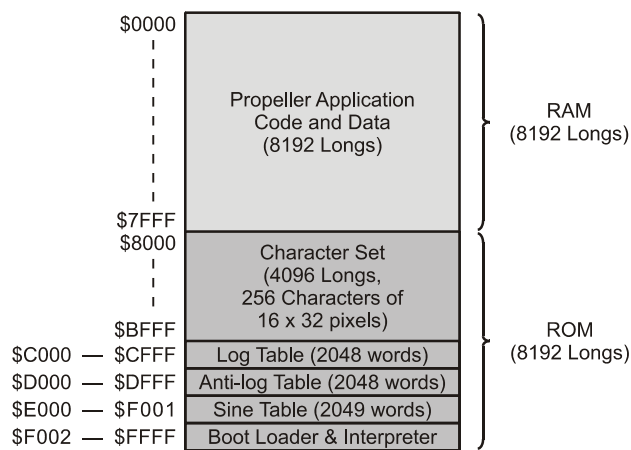 $0000
Propeller Application
Code and Data
(8192 Longs)
RAM
(8192 Longs)
$7FFF
$8000
Character Set
(4096 Longs,
256 Characters of
16 x 32 pixels)
$BFFF
ROM
(8192 Longs)
$C000 — $CFFF Log Table (2048 words)
$D000 — $DFFF Anti-log Table (2048 words)
$E000 — $F001 Sine Table (2049 words)
$F002 — $FFFF Boot Loader & Interpreter